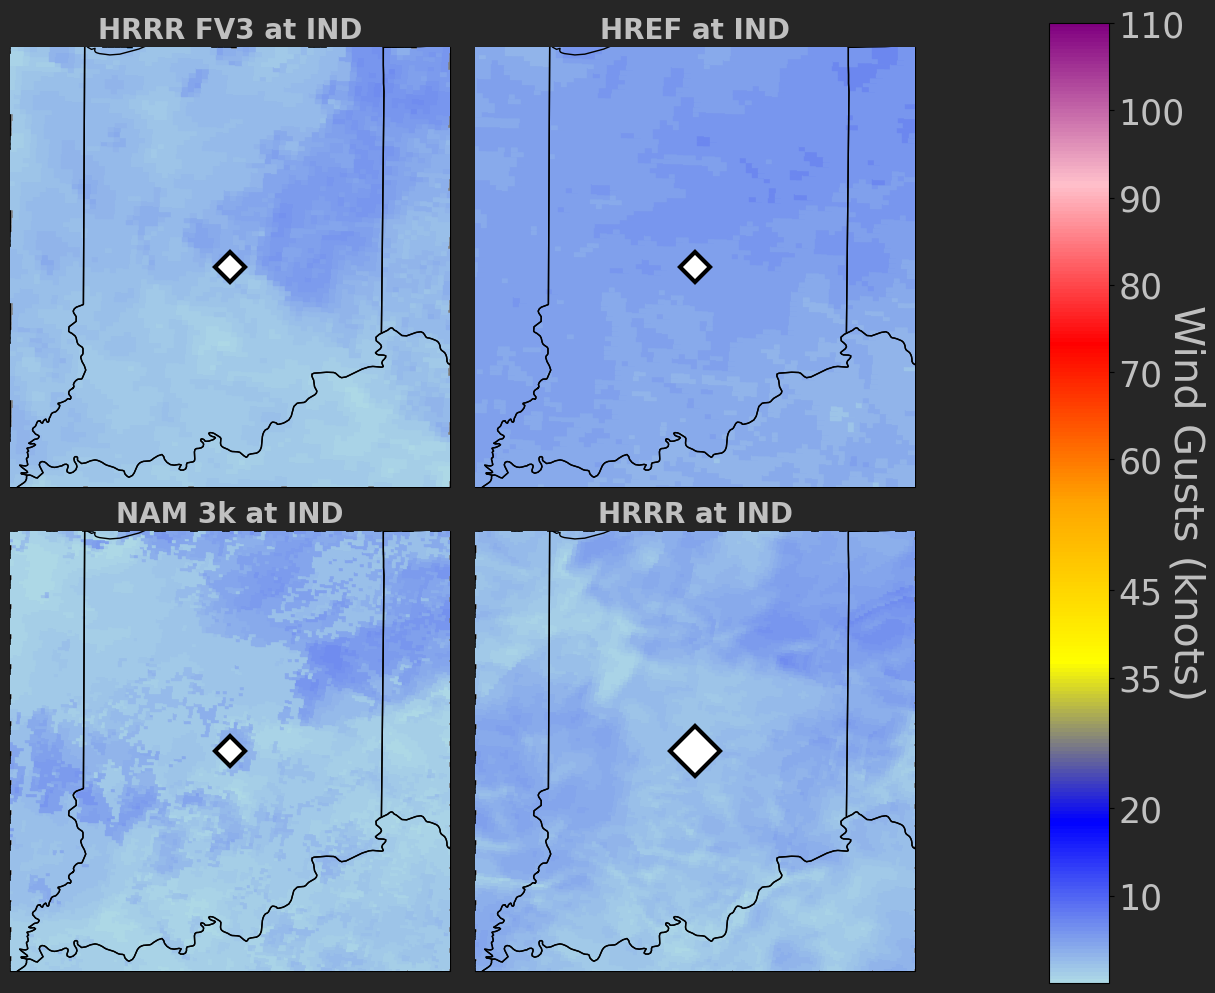 HRRR FV3 at IND
HREF at IND
NAM 3k at IND
HRRR at IND
110
100
90
80
70
60
45
35
20
10
Wind Gusts (knots)